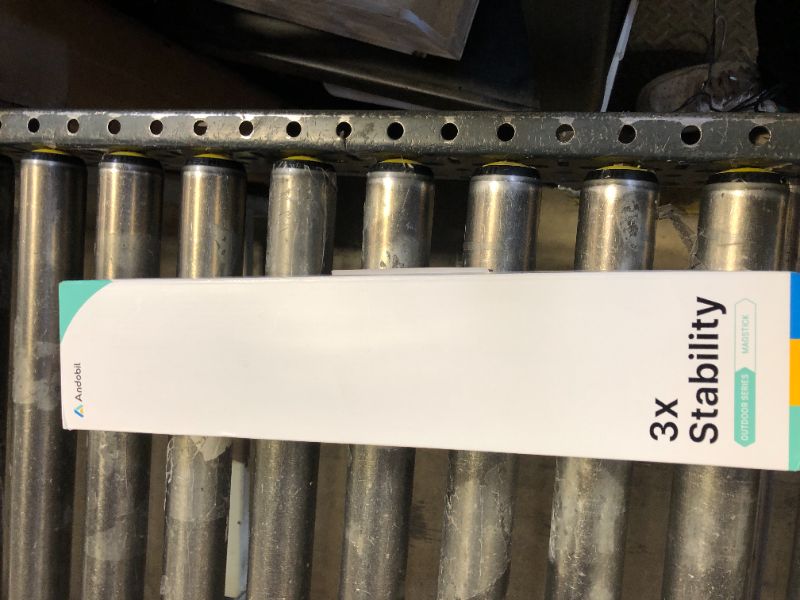 Andobil
3x
Stability
OUTDOOR SERIES MAGSTICK